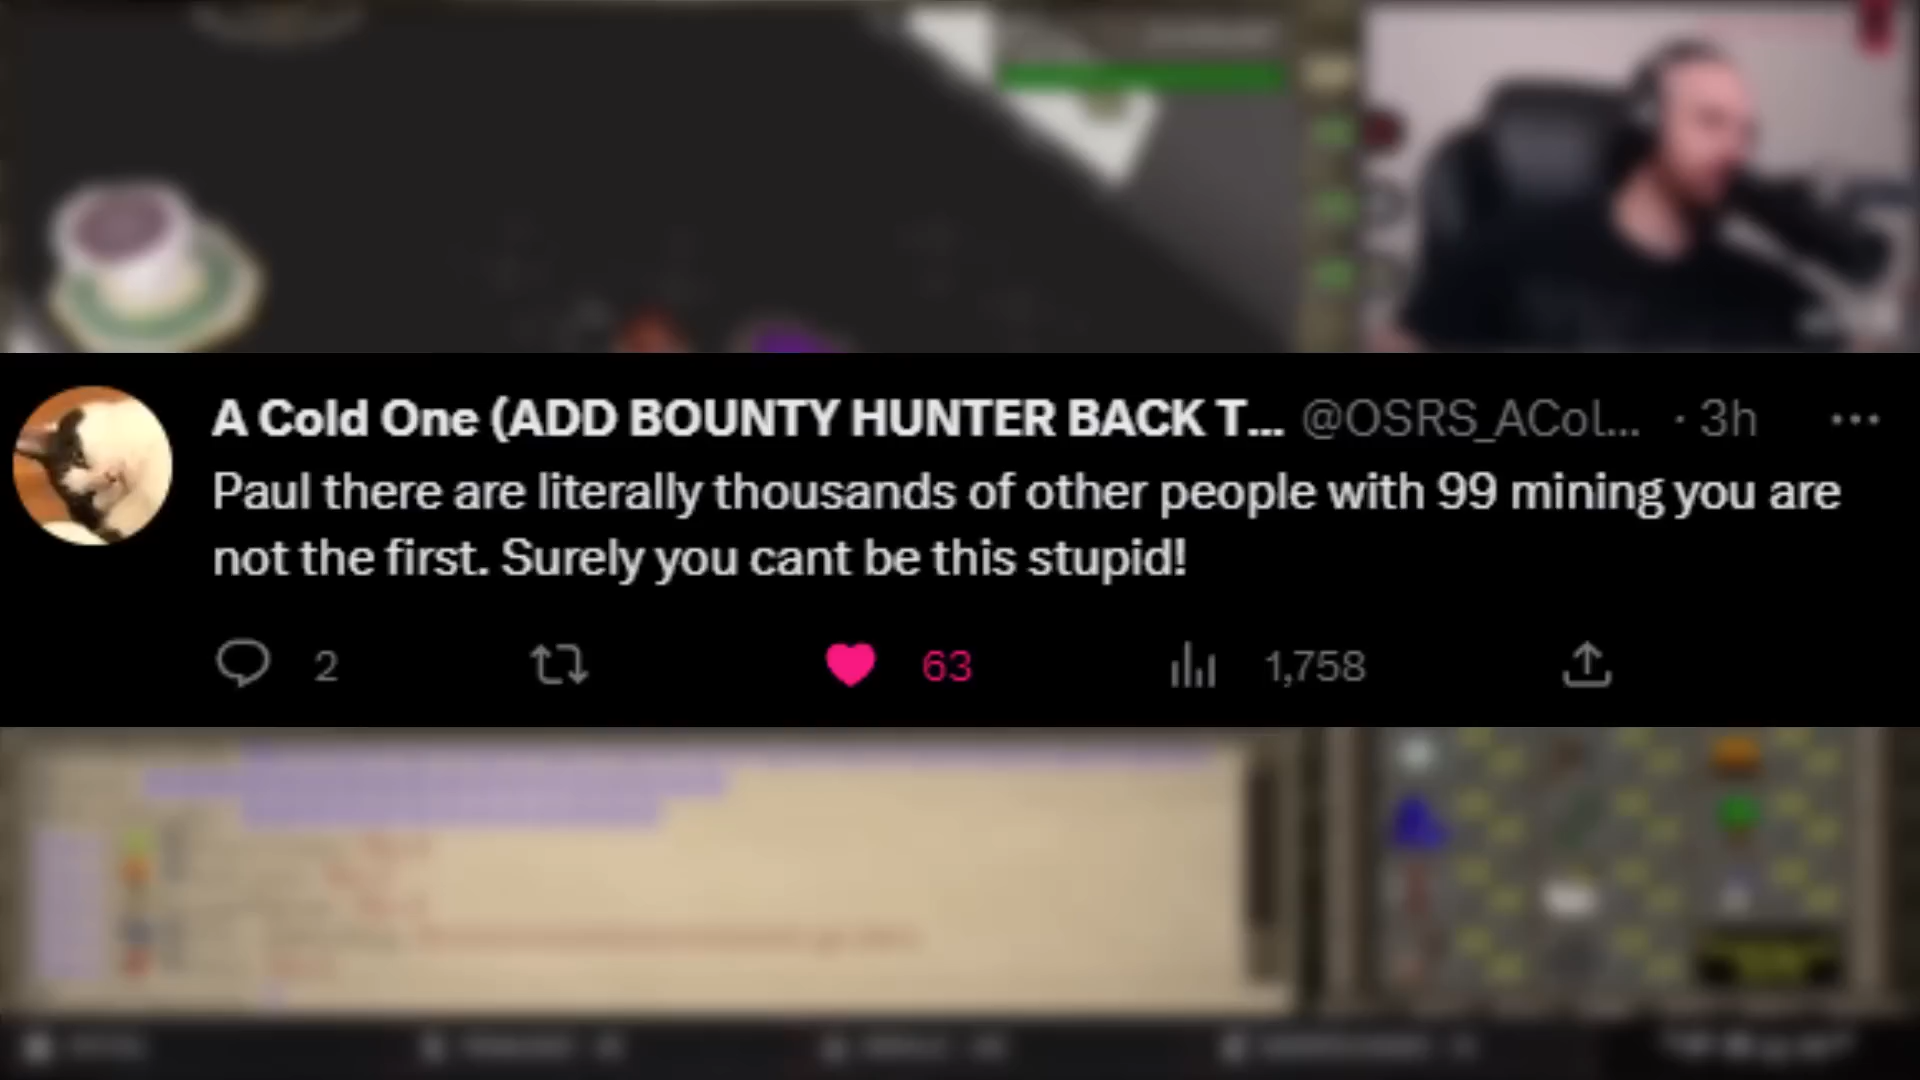 A Cold One (ADD BOUNTY HUNTER BACK T... @OSRS_ACol... · 3h
Paul there are literally thousands of other people with 99 mining you are
not the first. Surely you cant be this stupid!
2 63 1,758